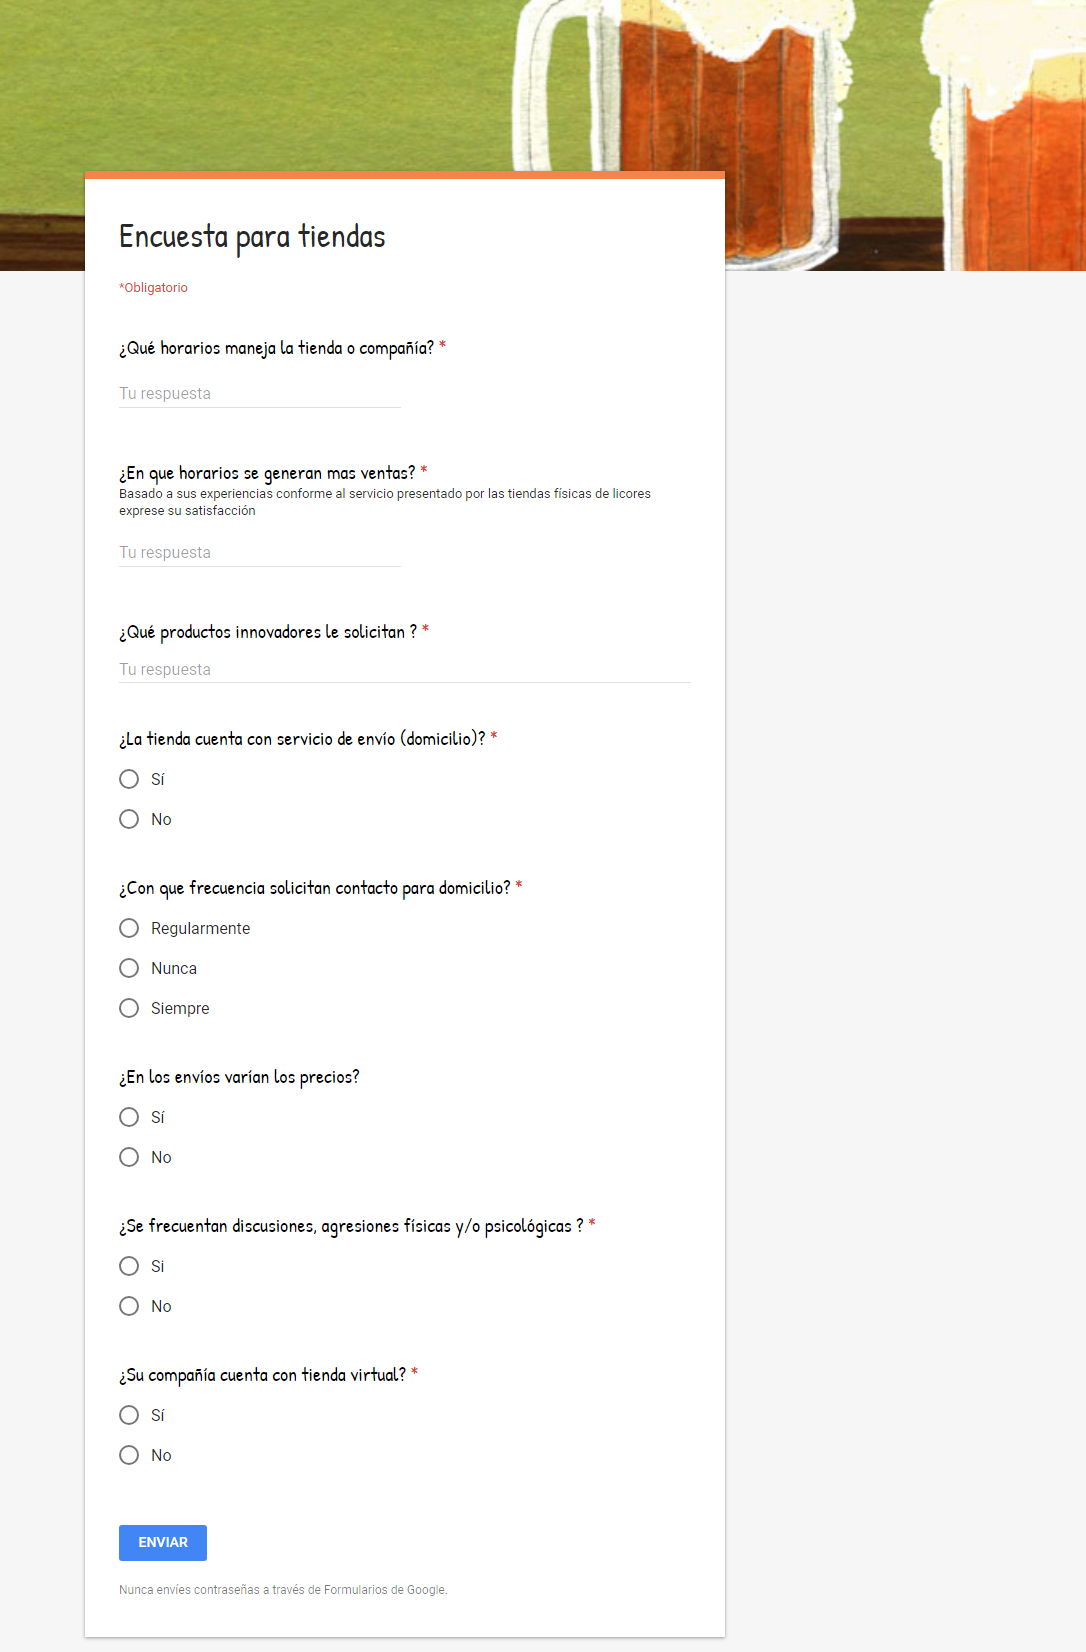 Encuesta para tiendas
*Obligatorio
¿Qué horarios maneja la tienda o compañía? *
Tu respuesta
¿En que horarios se generan mas ventas? *
Basado a sus experiencias conforme al servicio presentado por las tiendas físicas de licores
exprese su satisfacción
Tu respuesta
¿Qué productos innovadores le solicitan ? *
Tu respuesta
¿La tienda cuenta con servicio de envío (domicilio)? *
Sí
No
¿Con que frecuencia solicitan contacto para domicilio? *
Regularmente
Nunca
Siempre
¿En los envíos varían los precios?
Sí
No
¿Se frecuentan discusiones, agresiones físicas y/o psicológicas ? *
Si
No
¿Su compañía cuenta con tienda virtual? *
Sí
No
ENVIAR
Nunca envíes contraseñas a través de Formularios de Google.